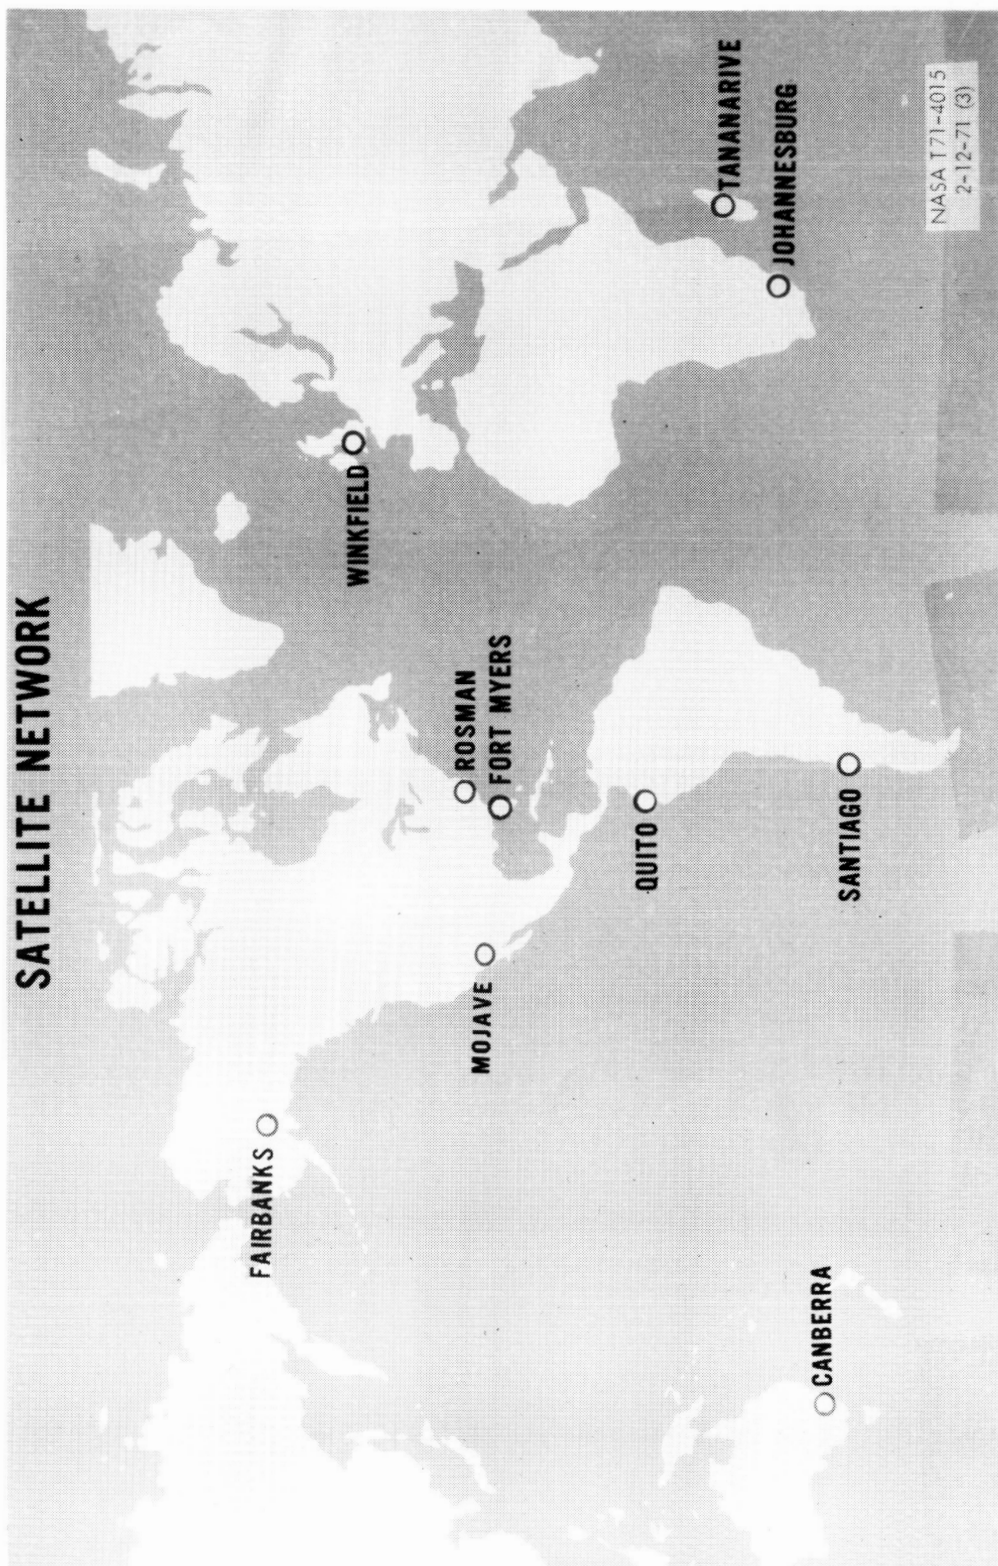 SATELLITE NETWORK
FAIRBANKS
WINKFIELD
MOJAVE
ROSMAN
FORT MYERS
QUITO
TANANARIVE
JOHANNESBURG
CANBERRA
SANTIAGO
NASA T71-4015
2-12-71 (3)